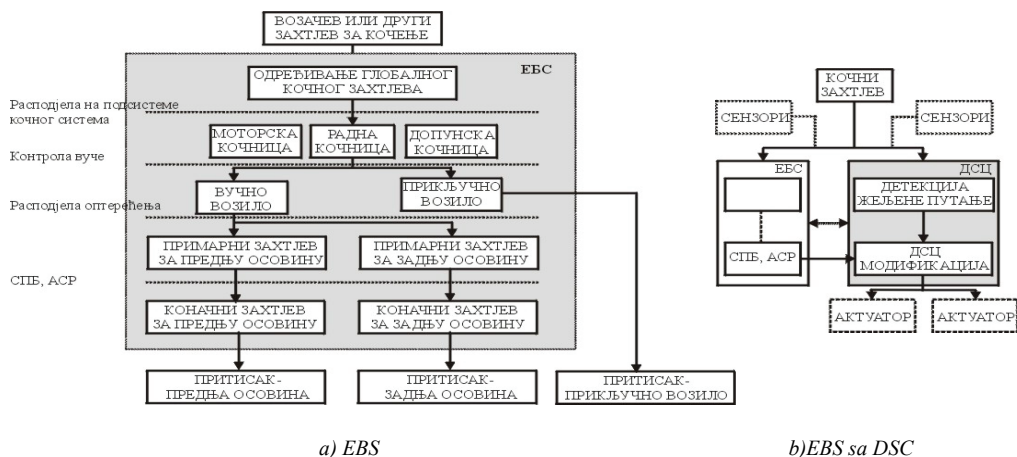 ВОЗАЧЕВ ИЛИ ДРУГИ
ЗАХТЈЕВ ЗА КОЧЕЊЕ
ЕБС
ОДРЕЂИВАЊЕ ГЛОБАЛНОГ
КОЧНОГ ЗАХТЈЕВА
Расподјела на подсистеме
кочног система
МОТОРСКА
КОЧНИЦА
РАДНА
КОЧНИЦА
ДОПУНСКА
КОЧНИЦА
Контрола вуче
ВУЧНО
ВОЗИЛО
ПРИКЉУЧНО
ВОЗИЛО
Расподјела оптерећења
ПРИМАРНИ ЗАХТЈЕВ
ЗА ПРЕДЊУ ОСОВИНУ
ПРИМАРНИ ЗАХТЈЕВ
ЗА ЗАДЊУ ОСОВИНУ
СПБ, АСР
КОНАЧНИ ЗАХТЈЕВ
ЗА ПРЕДЊУ ОСОВИНУ
КОНАЧНИ ЗАХТЈЕВ
ЗА ЗАДЊУ ОСОВИНУ
ПРИТИСАК-
ПРЕДЊА ОСОВИНА
ПРИТИСАК-
ЗАДЊА ОСОВИНА
ПРИТИСАК-
ПРИКЉУЧНО ВОЗИЛО
a) EBS
КОЧНИ
ЗАХТЈЕВ
СЕНЗОРИ
СЕНЗОРИ
ЕБС
ДСЦ
ДЕТЕКЦИЈА
ЖЕЉЕНЕ ПУТАЊЕ
СПБ, АСР
ДСЦ
МОДИФИКАЦИЈА
АКТУАТОР
АКТУАТОР
b)EBS sa DSC